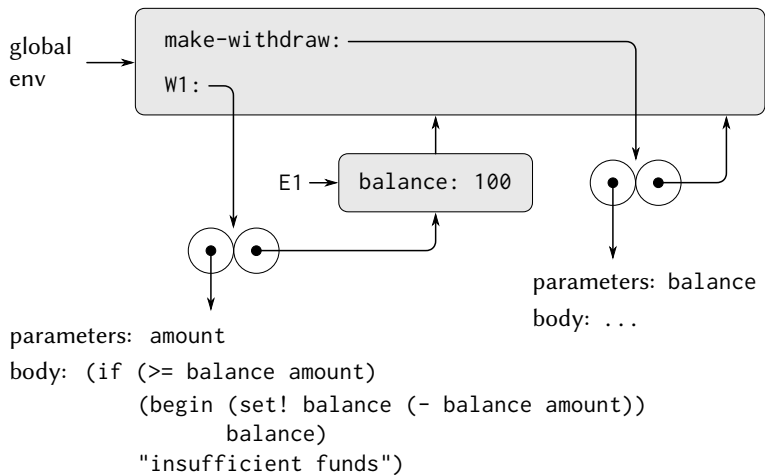 make-withdraw:
global
env
W1:
E1
balance: 100
parameters: balance
body: ...
parameters: amount
body: (if (>= balance amount)
(begin (set! balance (- balance amount))
balance)
"insufficient funds")